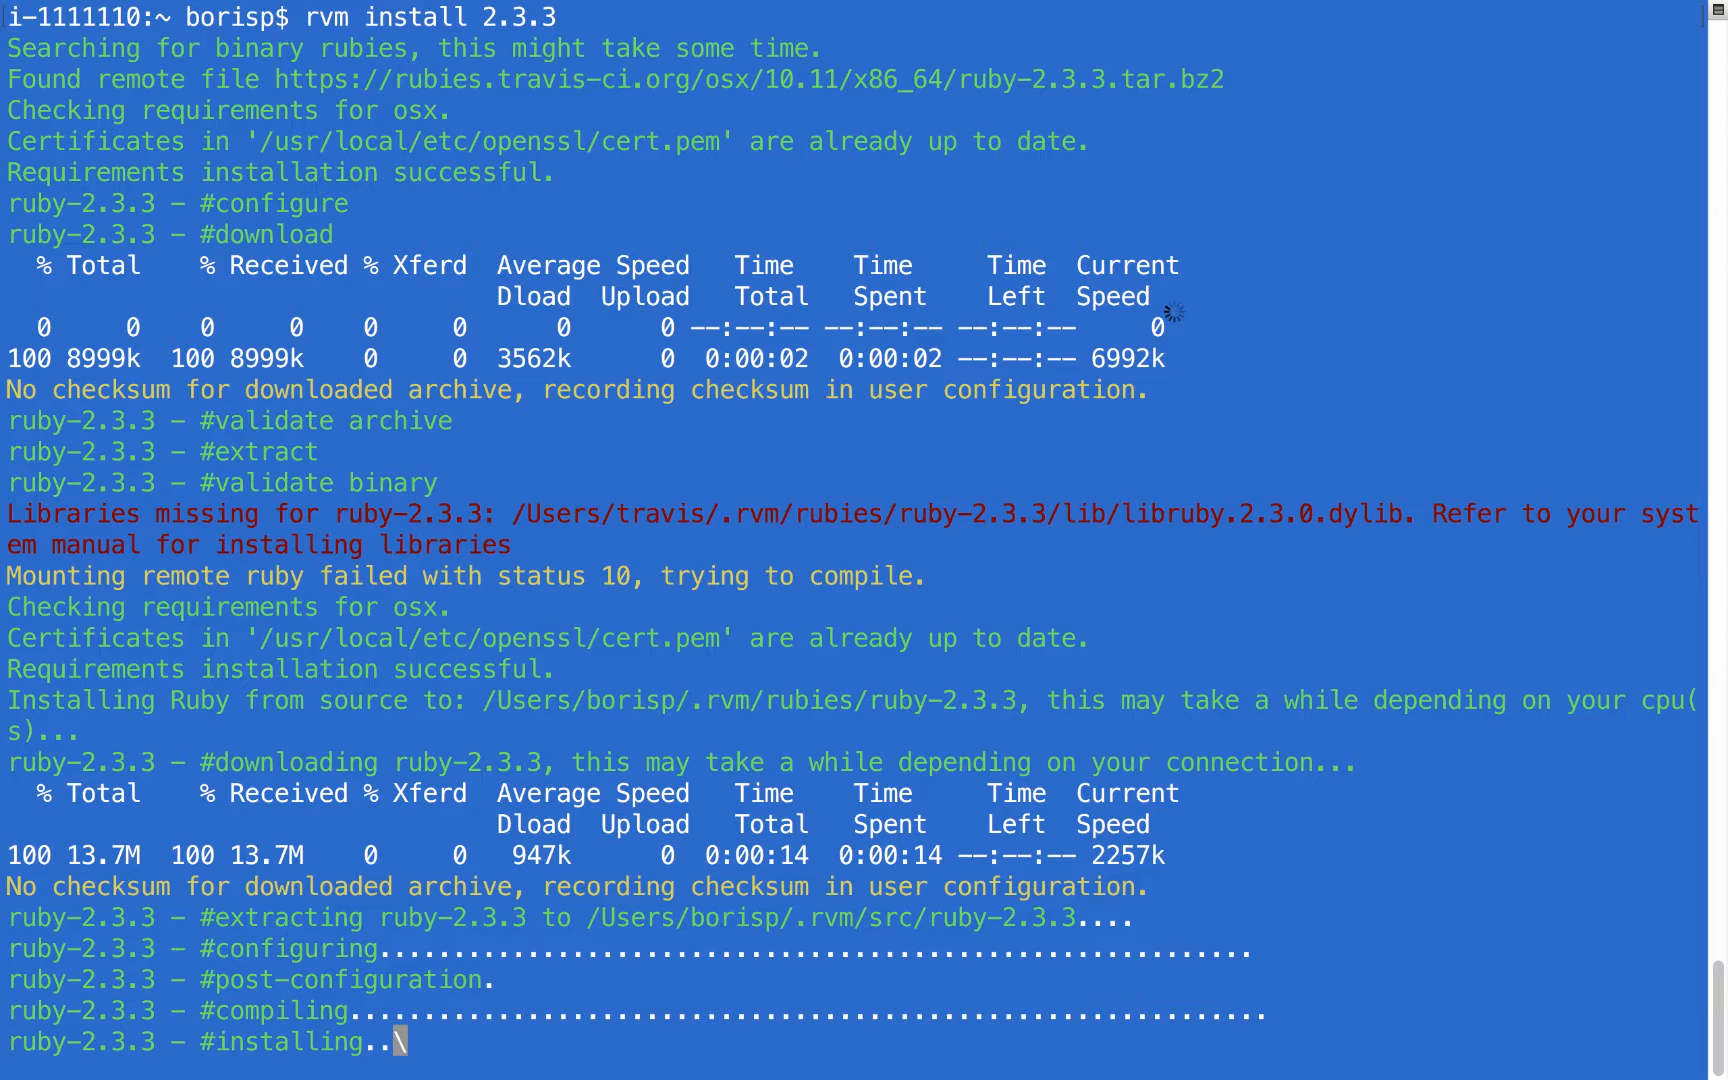 i-1111110:~ borisp$ rvm install 2.3.3
Searching for binary rubies, this might take some time.
Found remote file https://rubies.travis-ci.org/osx/10.11/x86_64/ruby-2.3.3.tar.bz2
Checking requirements for osx.
Certificates in '/usr/local/etc/openssl/cert.pem' are already up to date.
Requirements installation successful.
ruby-2.3.3 - #configure
ruby-2.3.3 - #download
  % Total    % Received % Xferd  Average Speed   Time    Time     Time  Current
                                 Dload  Upload   Total   Spent    Left  Speed
  0     0    0     0    0     0      0      0 --:--:-- --:--:-- --:--:--     0
100 8999k  100 8999k    0     0  3562k      0  0:00:02  0:00:02 --:--:-- 6992k
No checksum for downloaded archive, recording checksum in user configuration.
ruby-2.3.3 - #validate archive
ruby-2.3.3 - #extract
ruby-2.3.3 - #validate binary
Libraries missing for ruby-2.3.3: /Users/travis/.rvm/rubies/ruby-2.3.3/lib/libruby.2.3.0.dylib. Refer to your syst
em manual for installing libraries
Mounting remote ruby failed with status 10, trying to compile.
Checking requirements for osx.
Certificates in '/usr/local/etc/openssl/cert.pem' are already up to date.
Requirements installation successful.
Installing Ruby from source to: /Users/borisp/.rvm/rubies/ruby-2.3.3, this may take a while depending on your cpu(
s)...
ruby-2.3.3 - #downloading ruby-2.3.3, this may take a while depending on your connection...
  % Total    % Received % Xferd  Average Speed   Time    Time     Time  Current
                                 Dload  Upload   Total   Spent    Left  Speed
100 13.7M  100 13.7M    0     0   947k      0  0:00:14  0:00:14 --:--:-- 2257k
No checksum for downloaded archive, recording checksum in user configuration.
ruby-2.3.3 - #extracting ruby-2.3.3 to /Users/borisp/.rvm/src/ruby-2.3.3....
ruby-2.3.3 - #configuring...........................................................
ruby-2.3.3 - #post-configuration.
ruby-2.3.3 - #compiling..............................................................
ruby-2.3.3 - #installing..\